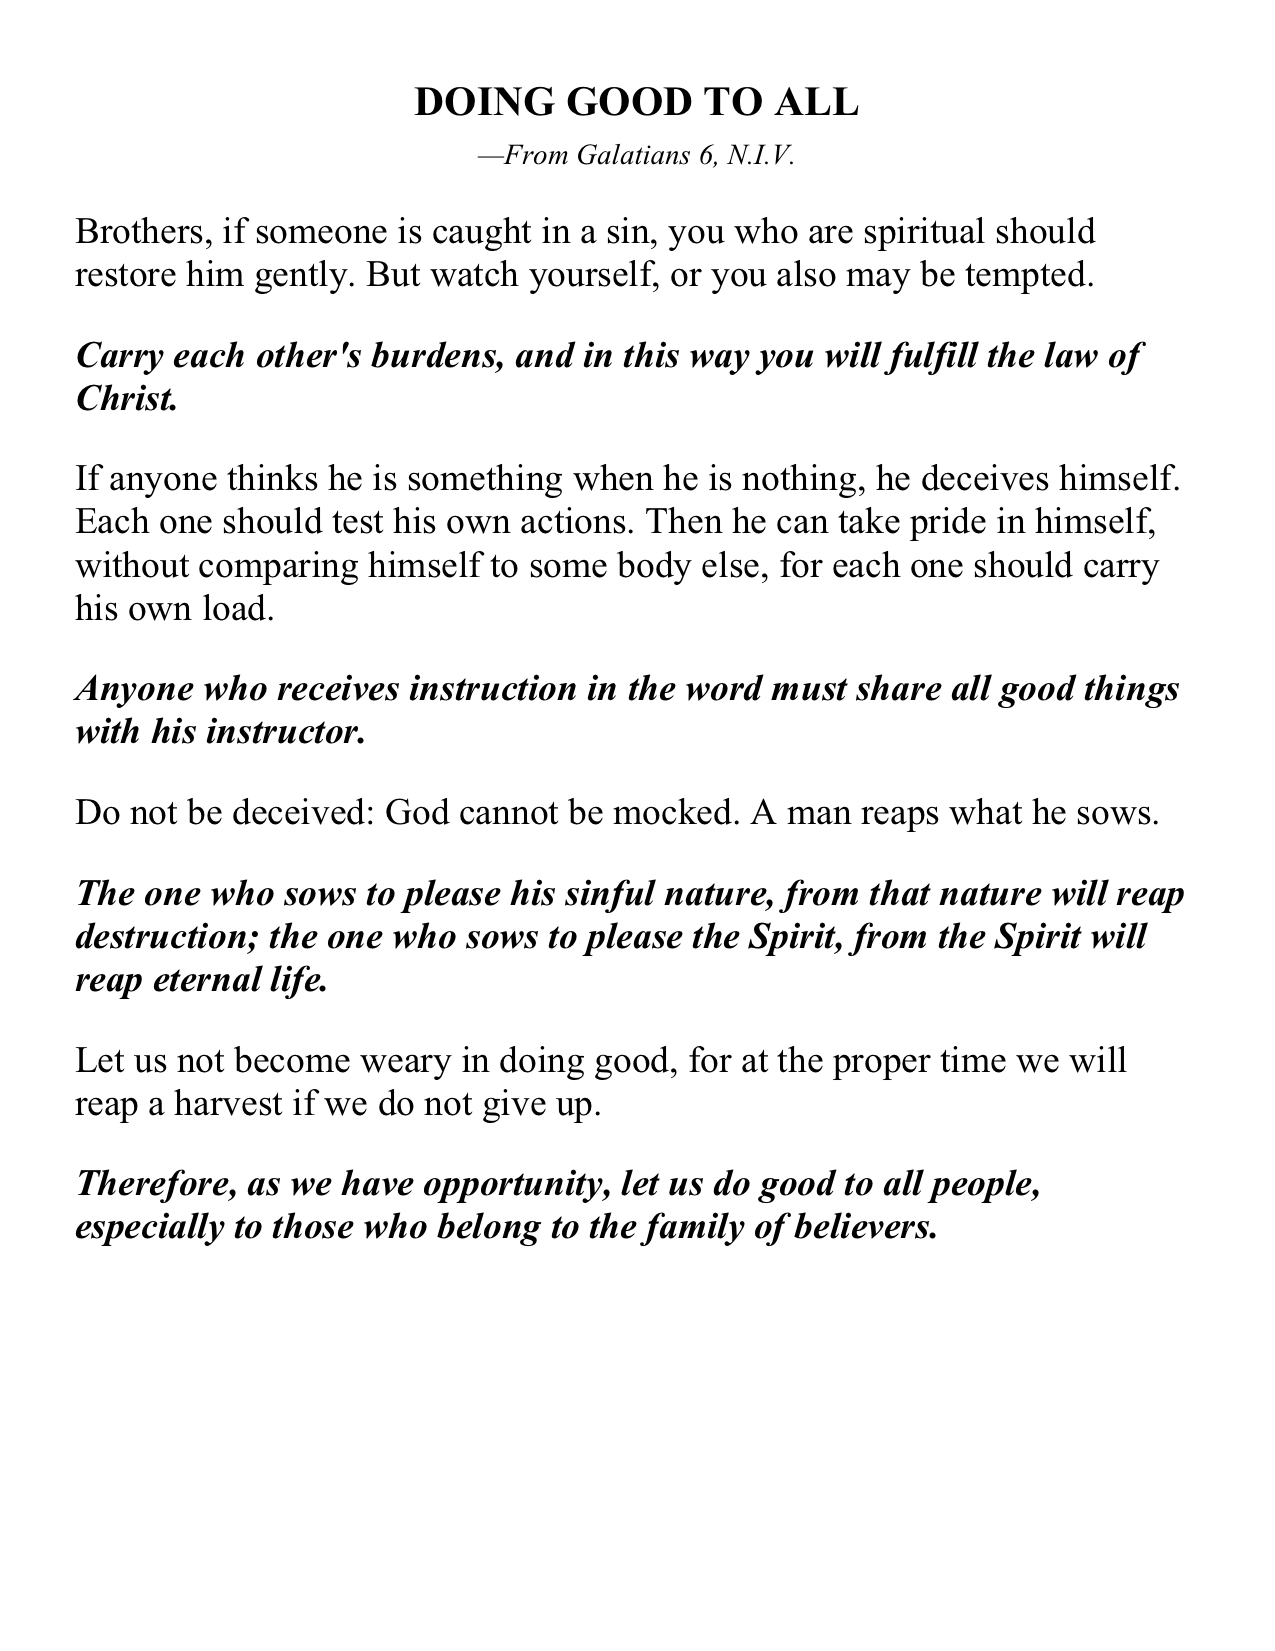 DOING GOOD TO ALL
—From Galatians 6, N.I.V.
Brothers, if someone is caught in a sin, you who are spiritual should
restore him gently. But watch yourself, or you also may be tempted.
Carry each other's burdens, and in this way you will fulfill the law of
Christ.
If anyone thinks he is something when he is nothing, he deceives himself.
Each one should test his own actions. Then he can take pride in himself,
without comparing himself to some body else, for each one should carry
his own load.
Anyone who receives instruction in the word must share all good things
with his instructor.
Do not be deceived: God cannot be mocked. A man reaps what he sows.
The one who sows to please his sinful nature, from that nature will reap
destruction; the one who sows to please the Spirit, from the Spirit will
reap eternal life.
Let us not become weary in doing good, for at the proper time we will
reap a harvest if we do not give up.
Therefore, as we have opportunity, let us do good to all people,
especially to those who belong to the family of believers.